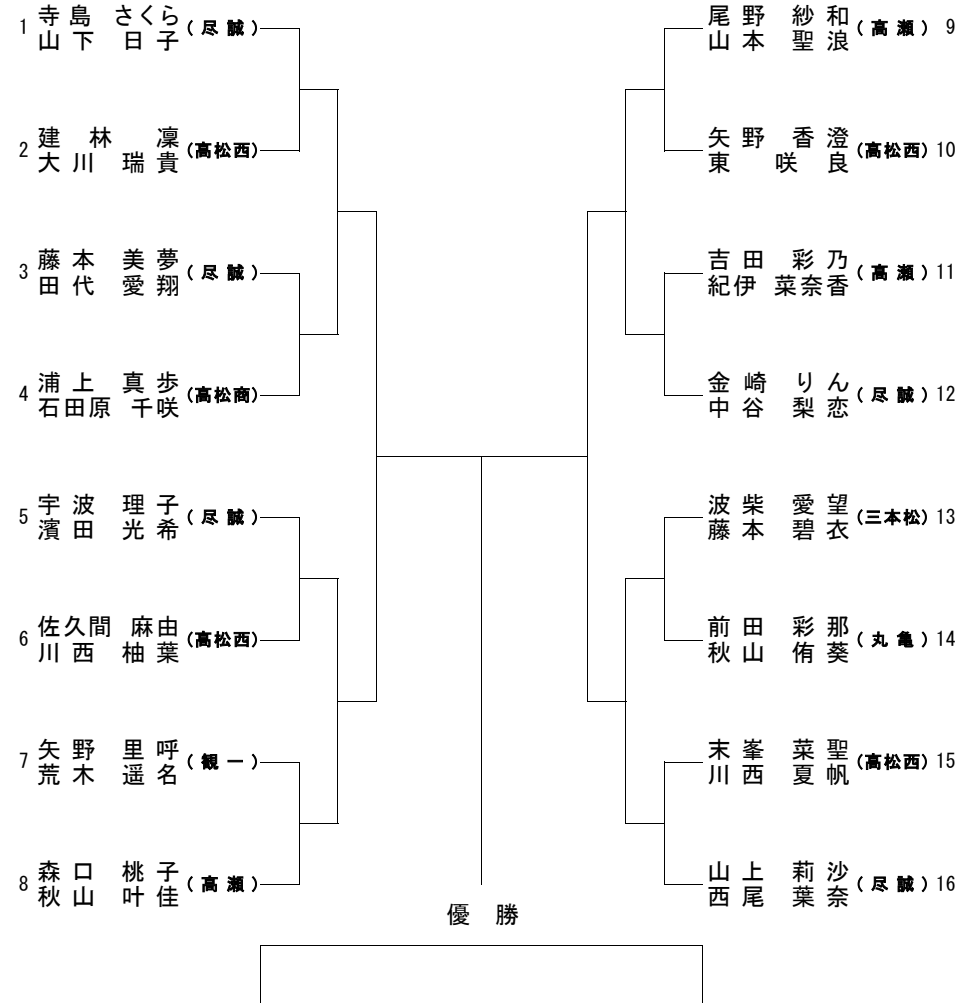 1 寺島 さくら (尽誠)
山下 日子
2 建林 凜 (高松西)
大川 瑞貴
3 藤本 美夢 (尽誠)
田代 愛翔
4 浦上 真歩 (高松商)
石田原 千咲
5 宇波 理子 (尽誠)
濱田 光希
6 佐久間 麻由 (高松西)
川西 柚葉
7 矢野 里呼 (観一)
荒木 遥名
8 森口 桃子 (高瀬)
秋山 叶佳
尾野 紗和 (高瀬) 9
山本 聖浪
矢野 香澄 (高松西) 10
東 咲良
吉田 彩乃 (高瀬) 11
紀伊 菜奈香
金崎 りん (尽誠) 12
中谷 梨恋
波柴 愛望 (三本松) 13
藤本 碧衣
前田 彩那 (丸亀) 14
秋山 侑葵
末峯 菜聖 (高松西) 15
川西 夏帆
山上 莉沙 (尽誠) 16
西尾 葉奈
優勝